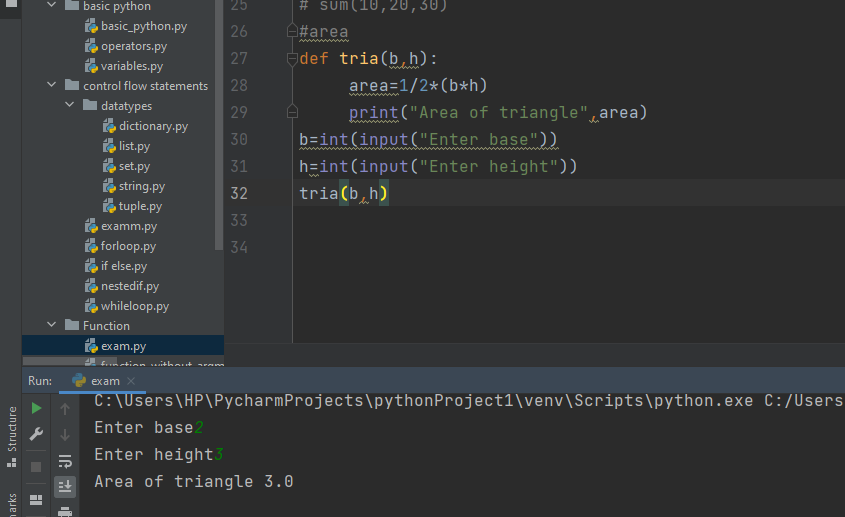 basic python
basic_python.py
operators.py
variables.py
control flow statements
datatypes
dictionary.py
list.py
set.py
string.py
tuple.py
examm.py
forloop.py
if else.py
nestedif.py
whileloop.py
Function
exam.py
25 # sum(10,20,30)
26 #area
27 def tria(b,h):
28 area=1/2*(b*h)
29 print("Area of triangle",area)
30 b=int(input("Enter base"))
31 h=int(input("Enter height"))
32 tria(b,h)
33
34
Run: exam
Structure
C:\Users\HP\PycharmProjects\pythonProject1\venv\Scripts\python.exe C:/Users
Enter base2
Enter height3
Area of triangle 3.0